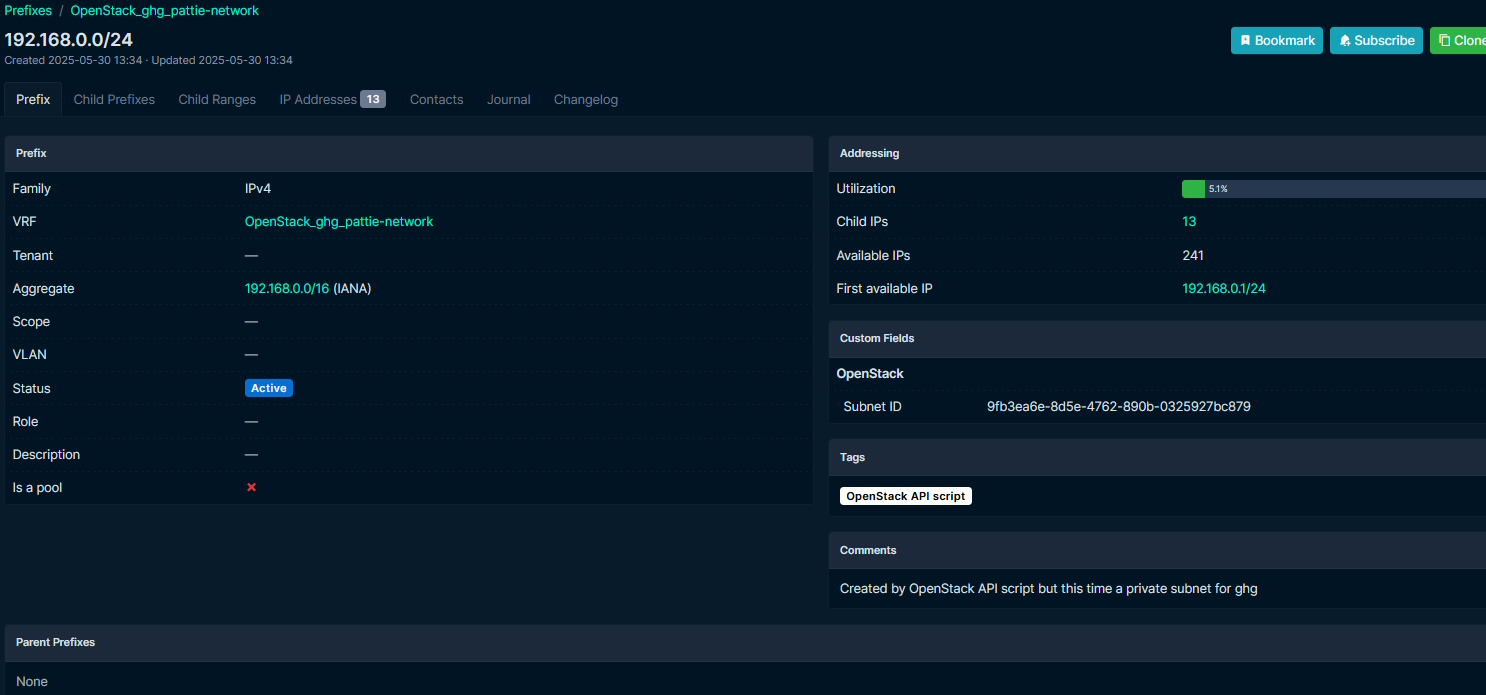 Prefixes / OpenStack_ghg_pattie-network
192.168.0.0/24
Created 2025-05-30 13:34 · Updated 2025-05-30 13:34
Bookmark Subscribe Clone
Prefix Child Prefixes Child Ranges IP Addresses 13 Contacts Journal Changelog
Prefix
Family IPv4
VRF OpenStack_ghg_pattie-network
Tenant —
Aggregate 192.168.0.0/16 (IANA)
Scope —
VLAN —
Status Active
Role —
Description —
Is a pool
Addressing
Utilization 5.1%
Child IPs 13
Available IPs 241
First available IP 192.168.0.1/24
Custom Fields
OpenStack
Subnet ID 9fb3ea6e-8d5e-4762-890b-0325927bc879
Tags
OpenStack API script
Comments
Created by OpenStack API script but this time a private subnet for ghg
Parent Prefixes
None